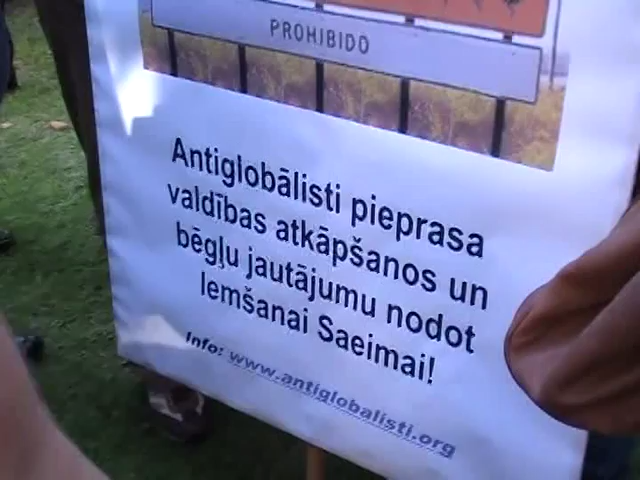 PROHIBIDO
Antiglobālisti pieprasa
valdības atkāpšanos un
bēgļu jautājumu nodot
lemšanai Saeimai!
Info: www.antiglobalisti.org